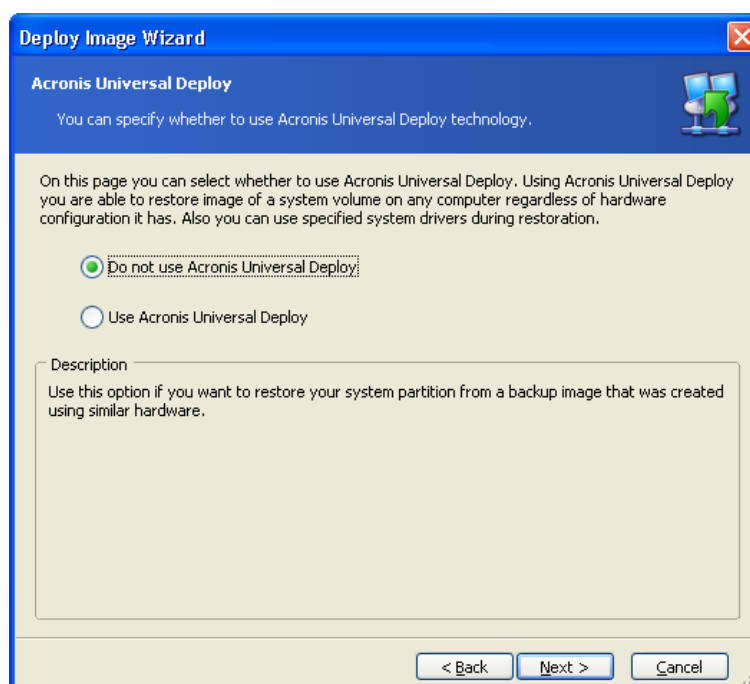 Deploy Image Wizard
Acronis Universal Deploy
You can specify whether to use Acronis Universal Deploy technology.
On this page you can select whether to use Acronis Universal Deploy. Using Acronis Universal Deploy
you are able to restore image of a system volume on any computer regardless of hardware
configuration it has. Also you can use specified system drivers during restoration.
Do not use Acronis Universal Deploy
Use Acronis Universal Deploy
Description
Use this option if you want to restore your system partition from a backup image that was created
using similar hardware.
< Back
Next >
Cancel